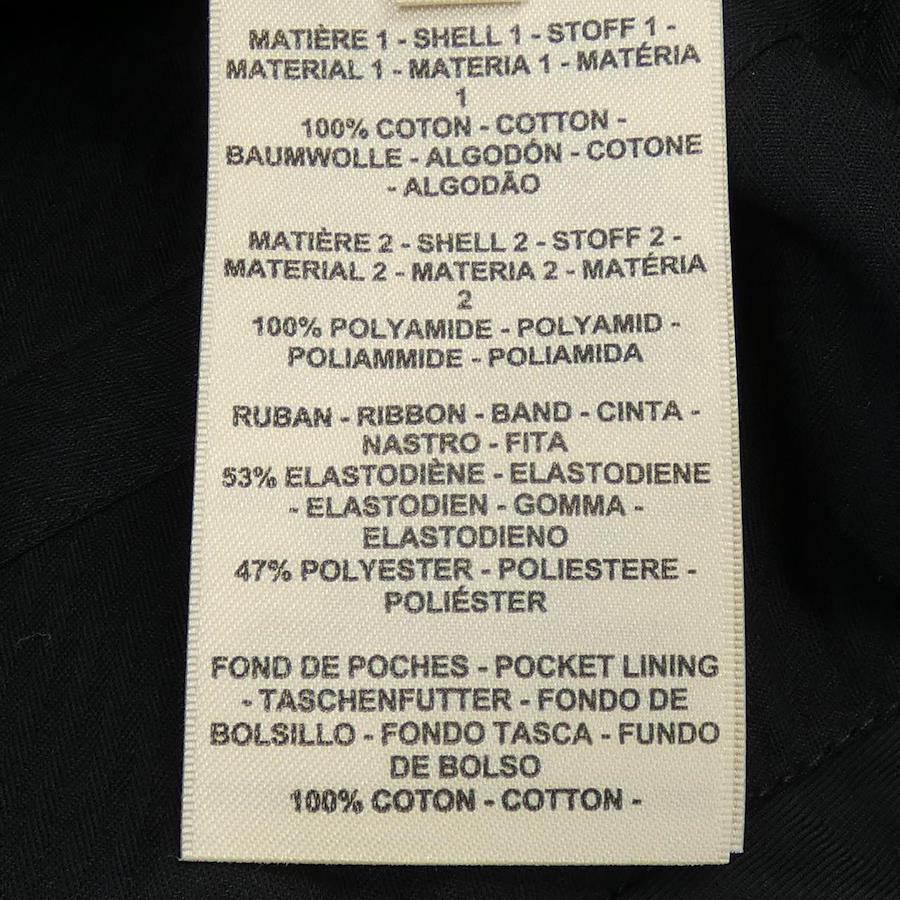 MATIÈRE 1 - SHELL 1 - STOFF 1 -
MATERIAL 1 - MATERIA 1 - MATÉRIA
1
100% COTON - COTTON -
BAUMWOLLE - ALGODÓN - COTONE
- ALGODÃO
MATIÈRE 2 - SHELL 2 - STOFF 2 -
MATERIAL 2 - MATERIA 2 - MATÉRIA
2
100% POLYAMIDE - POLYAMID -
POLIAMMIDE - POLIAMIDA
RUBAN - RIBBON - BAND - CINTA -
NASTRO - FITA
53% ELASTODIÈNE - ELASTODIENE
- ELASTODIEN - GOMMA -
ELASTODIENO
47% POLYESTER - POLIESTERE -
POLIÉSTER
FOND DE POCHES - POCKET LINING
- TASCHENFUTTER - FONDO DE
BOLSILLO - FONDO TASCA - FUNDO
DE BOLSO
100% COTON - COTTON -